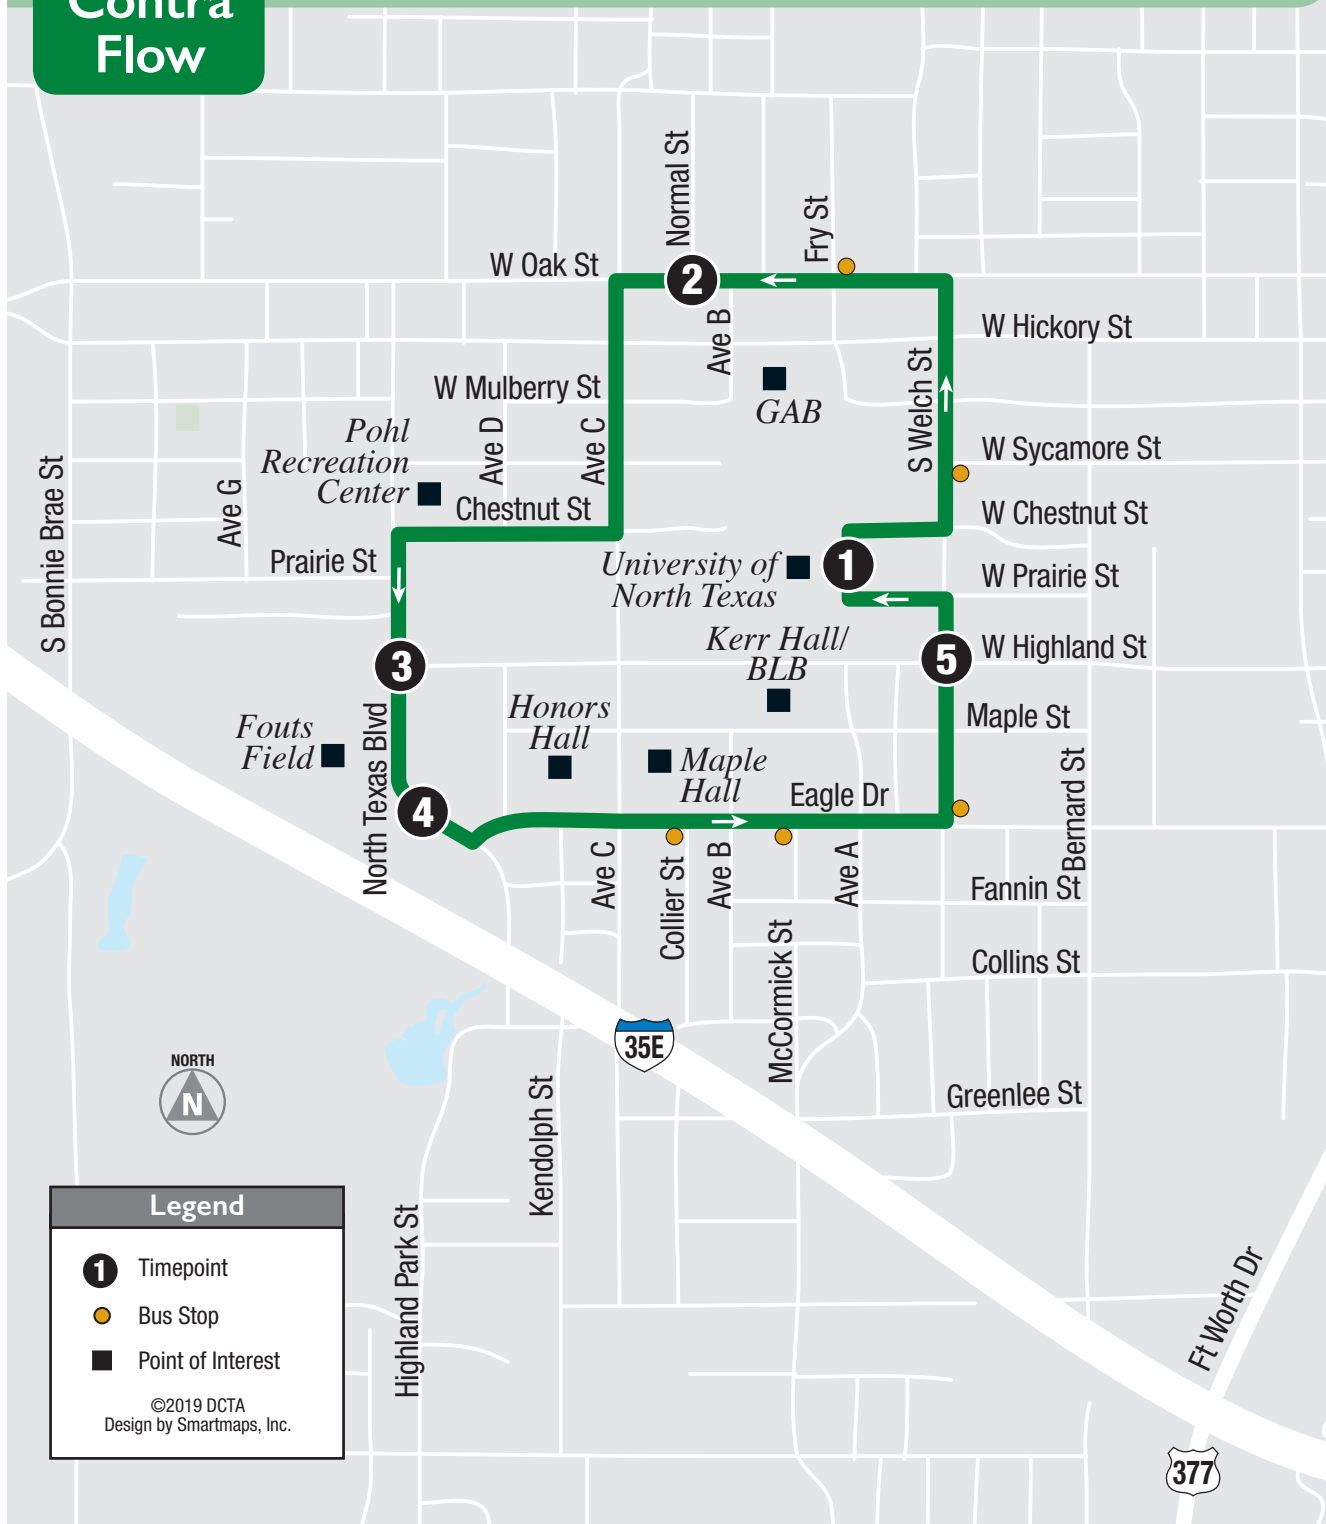 Contra
Flow
Normal St
Fry St
W Oak St
2
Ave B
W Hickory St
S Welch St
W Mulberry St
GAB
Ave D
Ave C
Pohl
Recreation
Center
W Sycamore St
S Bonnie Brae St
Ave G
Chestnut St
W Chestnut St
Prairie St
University of
North Texas
1
W Prairie St
Kerr Hall/
BLB
5
W Highland St
3
Honors
Hall
Maple St
Fouts
Field
North Texas Blvd
Maple
Hall
Bernard St
4
Eagle Dr
Ave C
Collier St
Ave B
Ave A
Fannin St
McCormick St
Collins St
35E
NORTH
N
Kendolph St
Greenlee St
Highland Park St
Ft Worth Dr
377
Legend
1 Timepoint
Bus Stop
Point of Interest
©2019 DCTA
Design by Smartmaps, Inc.